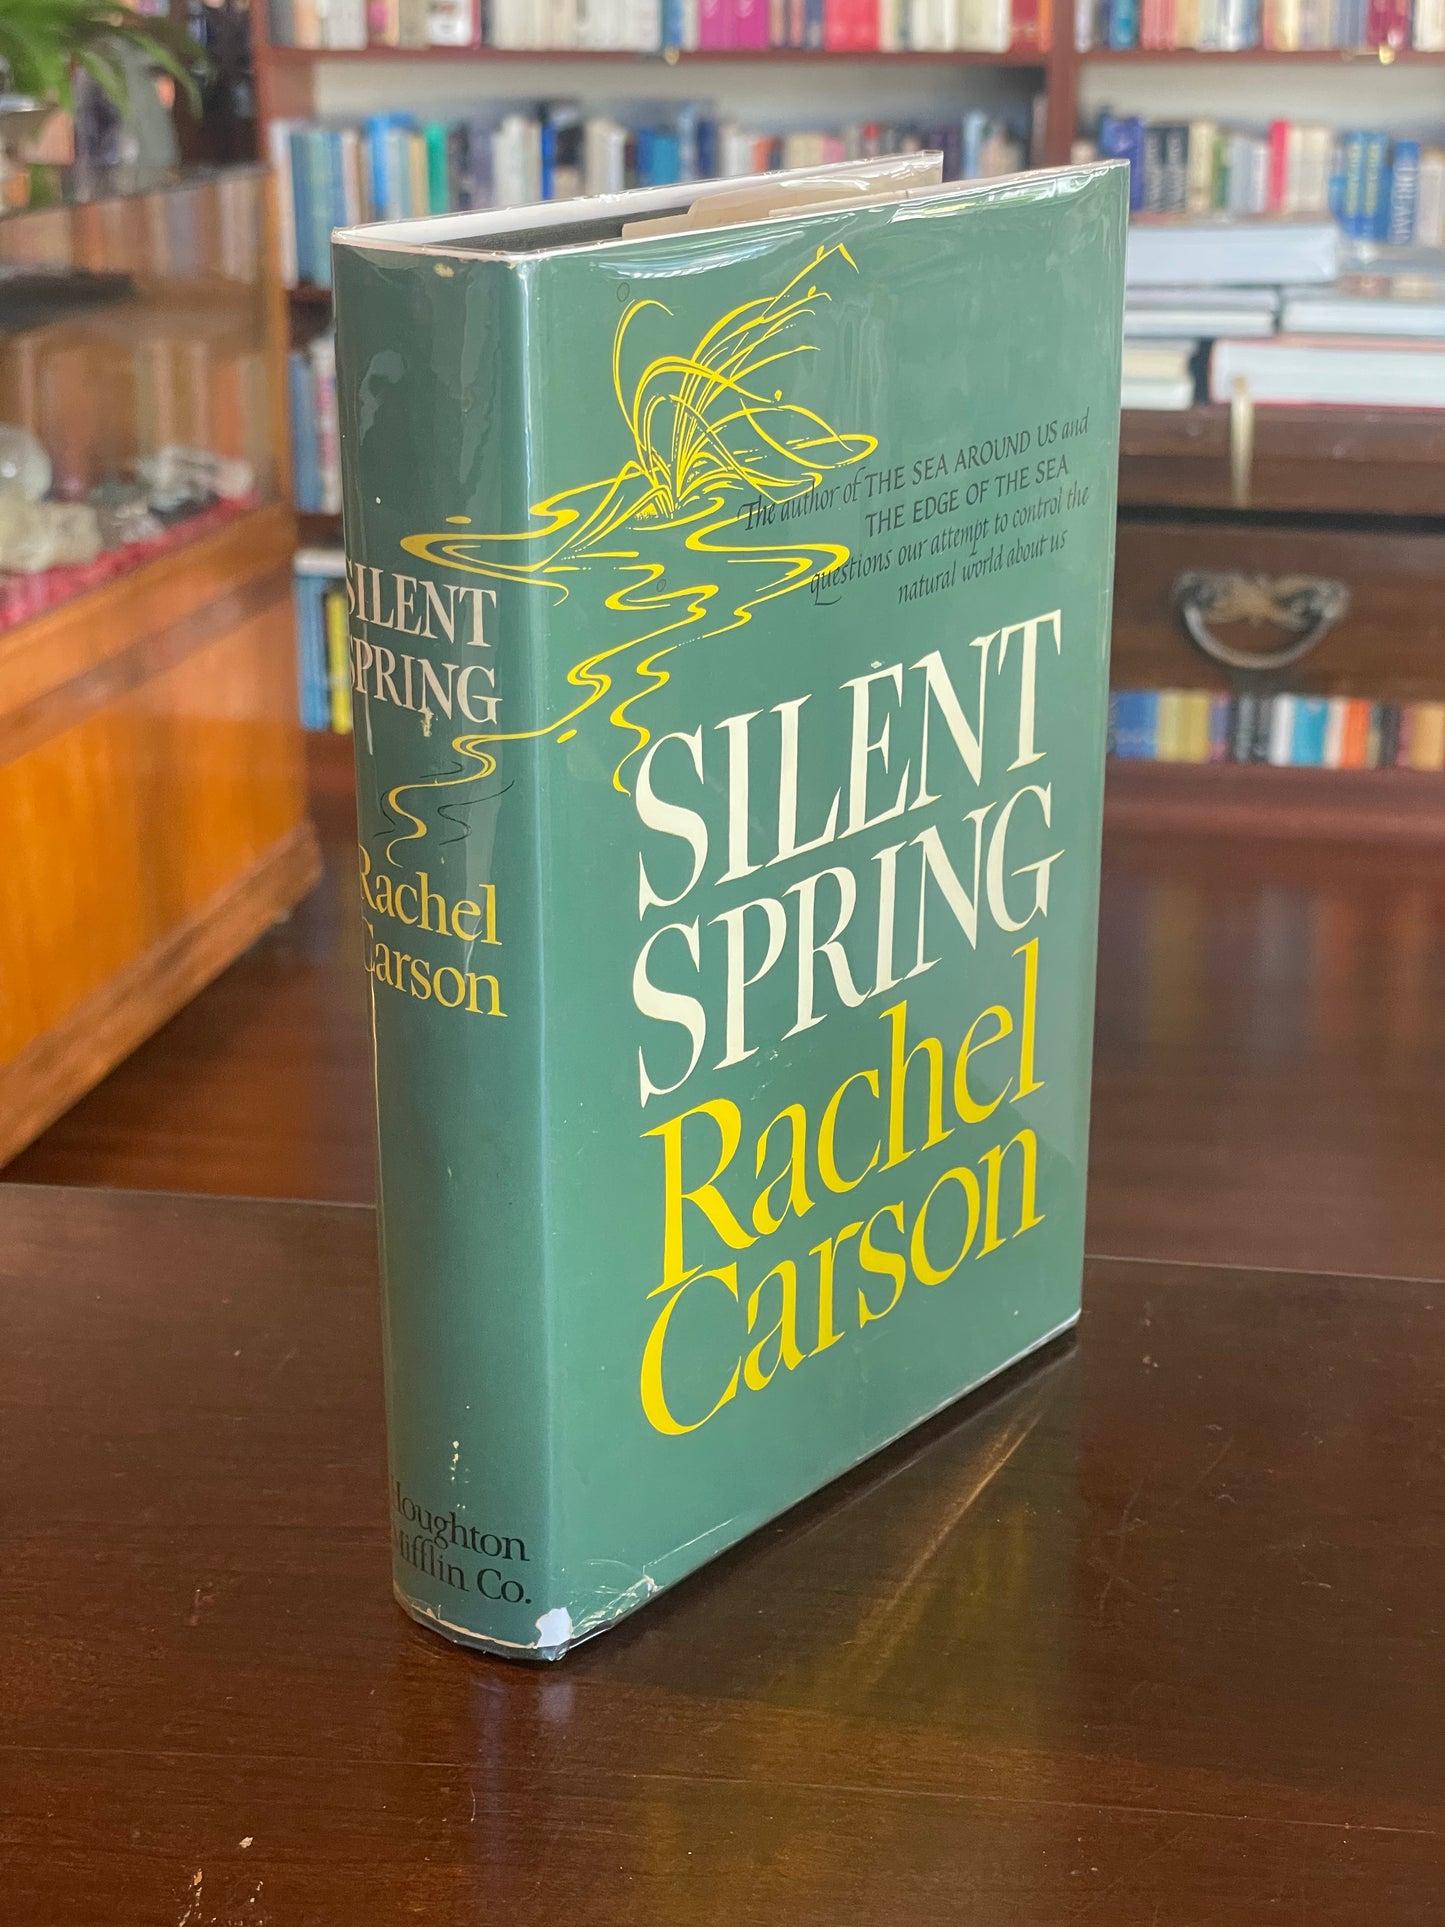 The author of THE SEA AROUND US and
THE EDGE OF THE SEA
questions our attempt to control the
natural world about us
SILENT
SPRING
Rachel
Carson
SILENT
SPRING
Rachel
Carson
Houghton
Mifflin Co.